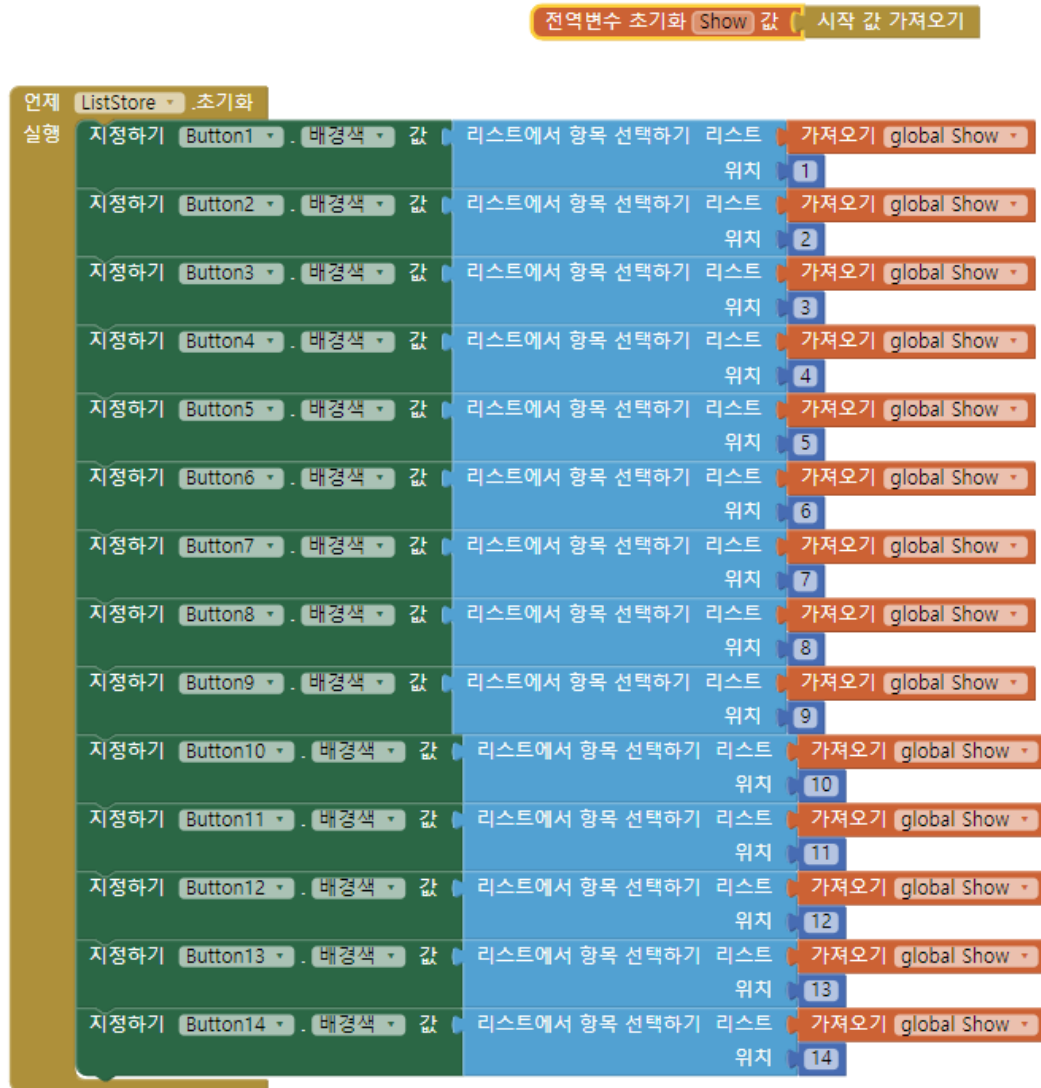 전역변수 초기화 Show 값 시작 값 가져오기
언제 ListStore .초기화
실행 지정하기 Button1 . 배경색 값 리스트에서 항목 선택하기 리스트 가져오기 global Show
위치 1
지정하기 Button2 . 배경색 값 리스트에서 항목 선택하기 리스트 가져오기 global Show
위치 2
지정하기 Button3 . 배경색 값 리스트에서 항목 선택하기 리스트 가져오기 global Show
위치 3
지정하기 Button4 . 배경색 값 리스트에서 항목 선택하기 리스트 가져오기 global Show
위치 4
지정하기 Button5 . 배경색 값 리스트에서 항목 선택하기 리스트 가져오기 global Show
위치 5
지정하기 Button6 . 배경색 값 리스트에서 항목 선택하기 리스트 가져오기 global Show
위치 6
지정하기 Button7 . 배경색 값 리스트에서 항목 선택하기 리스트 가져오기 global Show
위치 7
지정하기 Button8 . 배경색 값 리스트에서 항목 선택하기 리스트 가져오기 global Show
위치 8
지정하기 Button9 . 배경색 값 리스트에서 항목 선택하기 리스트 가져오기 global Show
위치 9
지정하기 Button10 . 배경색 값 리스트에서 항목 선택하기 리스트 가져오기 global Show
위치 10
지정하기 Button11 . 배경색 값 리스트에서 항목 선택하기 리스트 가져오기 global Show
위치 11
지정하기 Button12 . 배경색 값 리스트에서 항목 선택하기 리스트 가져오기 global Show
위치 12
지정하기 Button13 . 배경색 값 리스트에서 항목 선택하기 리스트 가져오기 global Show
위치 13
지정하기 Button14 . 배경색 값 리스트에서 항목 선택하기 리스트 가져오기 global Show
위치 14